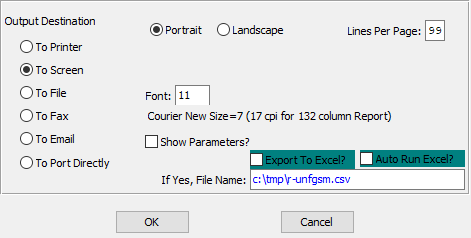 Output Destination
Portrait
Landscape
Lines Per Page: 99
To Printer
To Screen
To File
Font: 11
To Fax
Courier New Size=7 (17 cpi for 132 column Report)
To Email
Show Parameters?
To Port Directly
Export To Excel?
Auto Run Excel?
If Yes, File Name: c:\tmp\r-unfgsm.csv
OK
Cancel